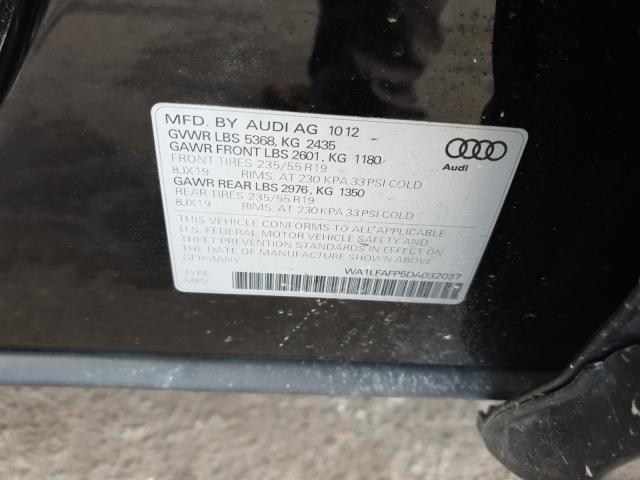 MFD. BY AUDI AG 10 12
GVWR LBS 5368, KG 2435
GAWR FRONT LBS 2601, KG 1180
FRONT TIRES 235/55 R19
8JX19 RIMS, AT 230 KPA 33 PSI COLD
GAWR REAR LBS 2976, KG 1350
REAR TIRES 235/55 R19
8JX19 RIMS, AT 230 KPA 33 PSI COLD
THIS VEHICLE CONFORMS TO ALL APPLICABLE
U.S. FEDERAL MOTOR VEHICLE SAFETY AND
THEFT PREVENTION STANDARDS IN EFFECT ON
THE DATE OF MANUFACTURE SHOWN ABOVE
GERMANY
TYPE
MPV
WA1LFAFP5DA032037
Audi